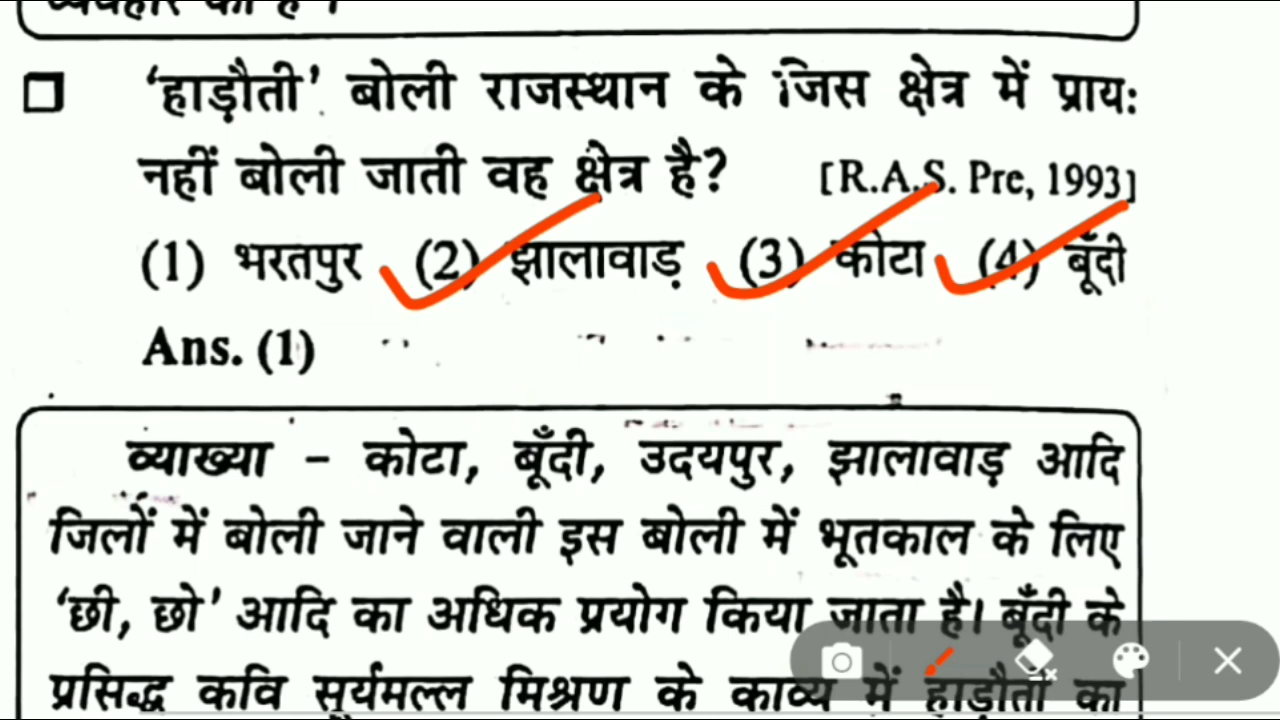 व्यवहार की है ।
'हाड़ौती' बोली राजस्थान के जिस क्षेत्र में प्राय:
नहीं बोली जाती वह क्षेत्र है? [R.A.S. Pre, 1993]
(1) भरतपुर (2) झालावाड़ (3) कोटा (4) बूँदी
Ans. (1)
व्याख्या – कोटा, बूँदी, उदयपुर, झालावाड़ आदि
जिलों में बोली जाने वाली इस बोली में भूतकाल के लिए
'छी, छो' आदि का अधिक प्रयोग किया जाता है। बूँदी के
प्रसिद्ध कवि सूर्यमल्ल मिश्रण के काव्य में हाड़ौती का